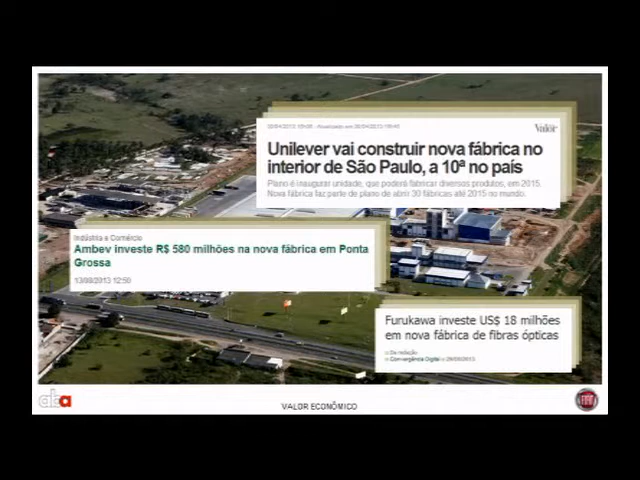 Valor
Unilever vai construir nova fábrica no
interior de São Paulo, a 10ª no país
Plano é inaugurar unidade, que poderá fabricar diversos produtos, em 2015.
Nova fábrica faz parte de plano de abrir 30 fábricas até 2015 no mundo.
Indústria e Comércio
Ambev investe R$ 580 milhões na nova fábrica em Ponta
Grossa
13/08/2013 12:50
Furukawa investe US$ 18 milhões
em nova fábrica de fibras ópticas
Da redação
Convergência Digital
aba
VALOR ECONÔMICO
FIAT